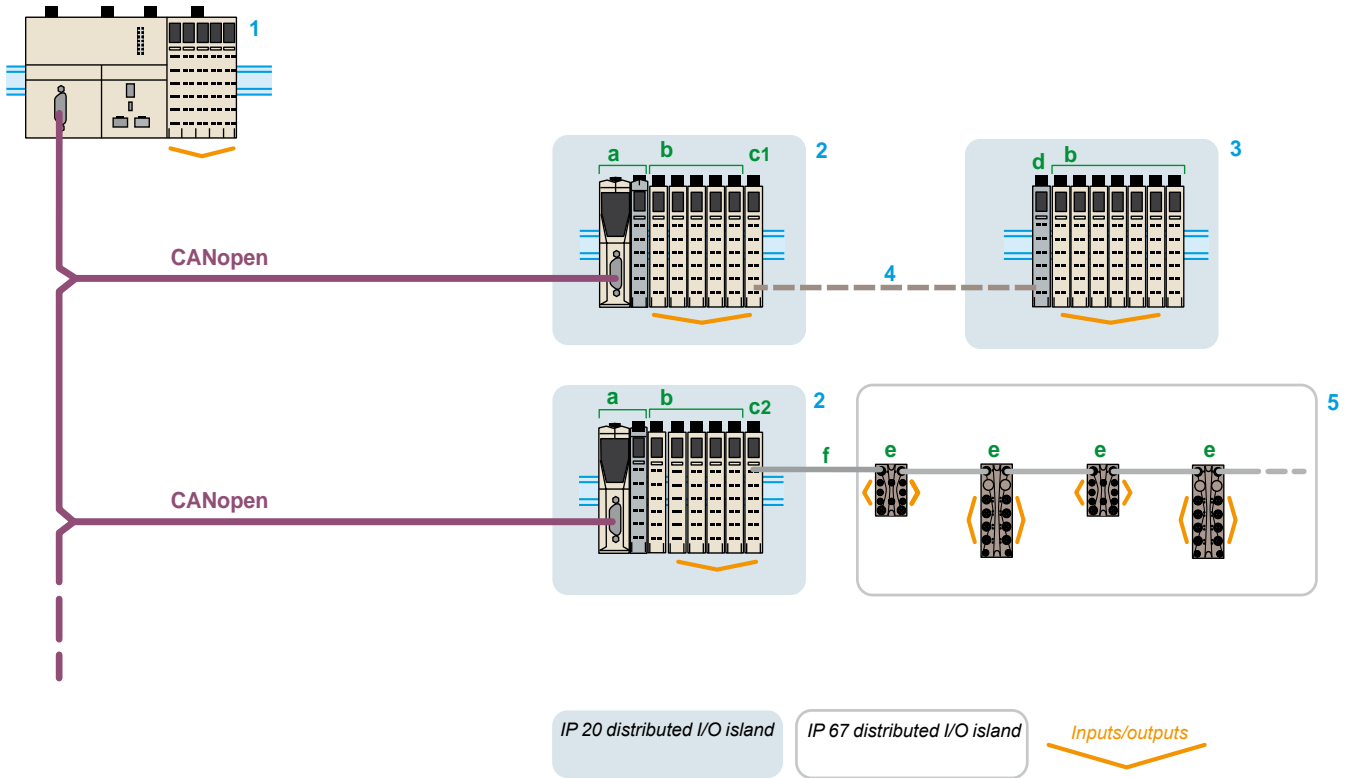 1
a b c1 2
d b 3
CANopen
4
a b c2 2
5
f e e e e
CANopen
IP 20 distributed I/O island
IP 67 distributed I/O island
Inputs/outputs